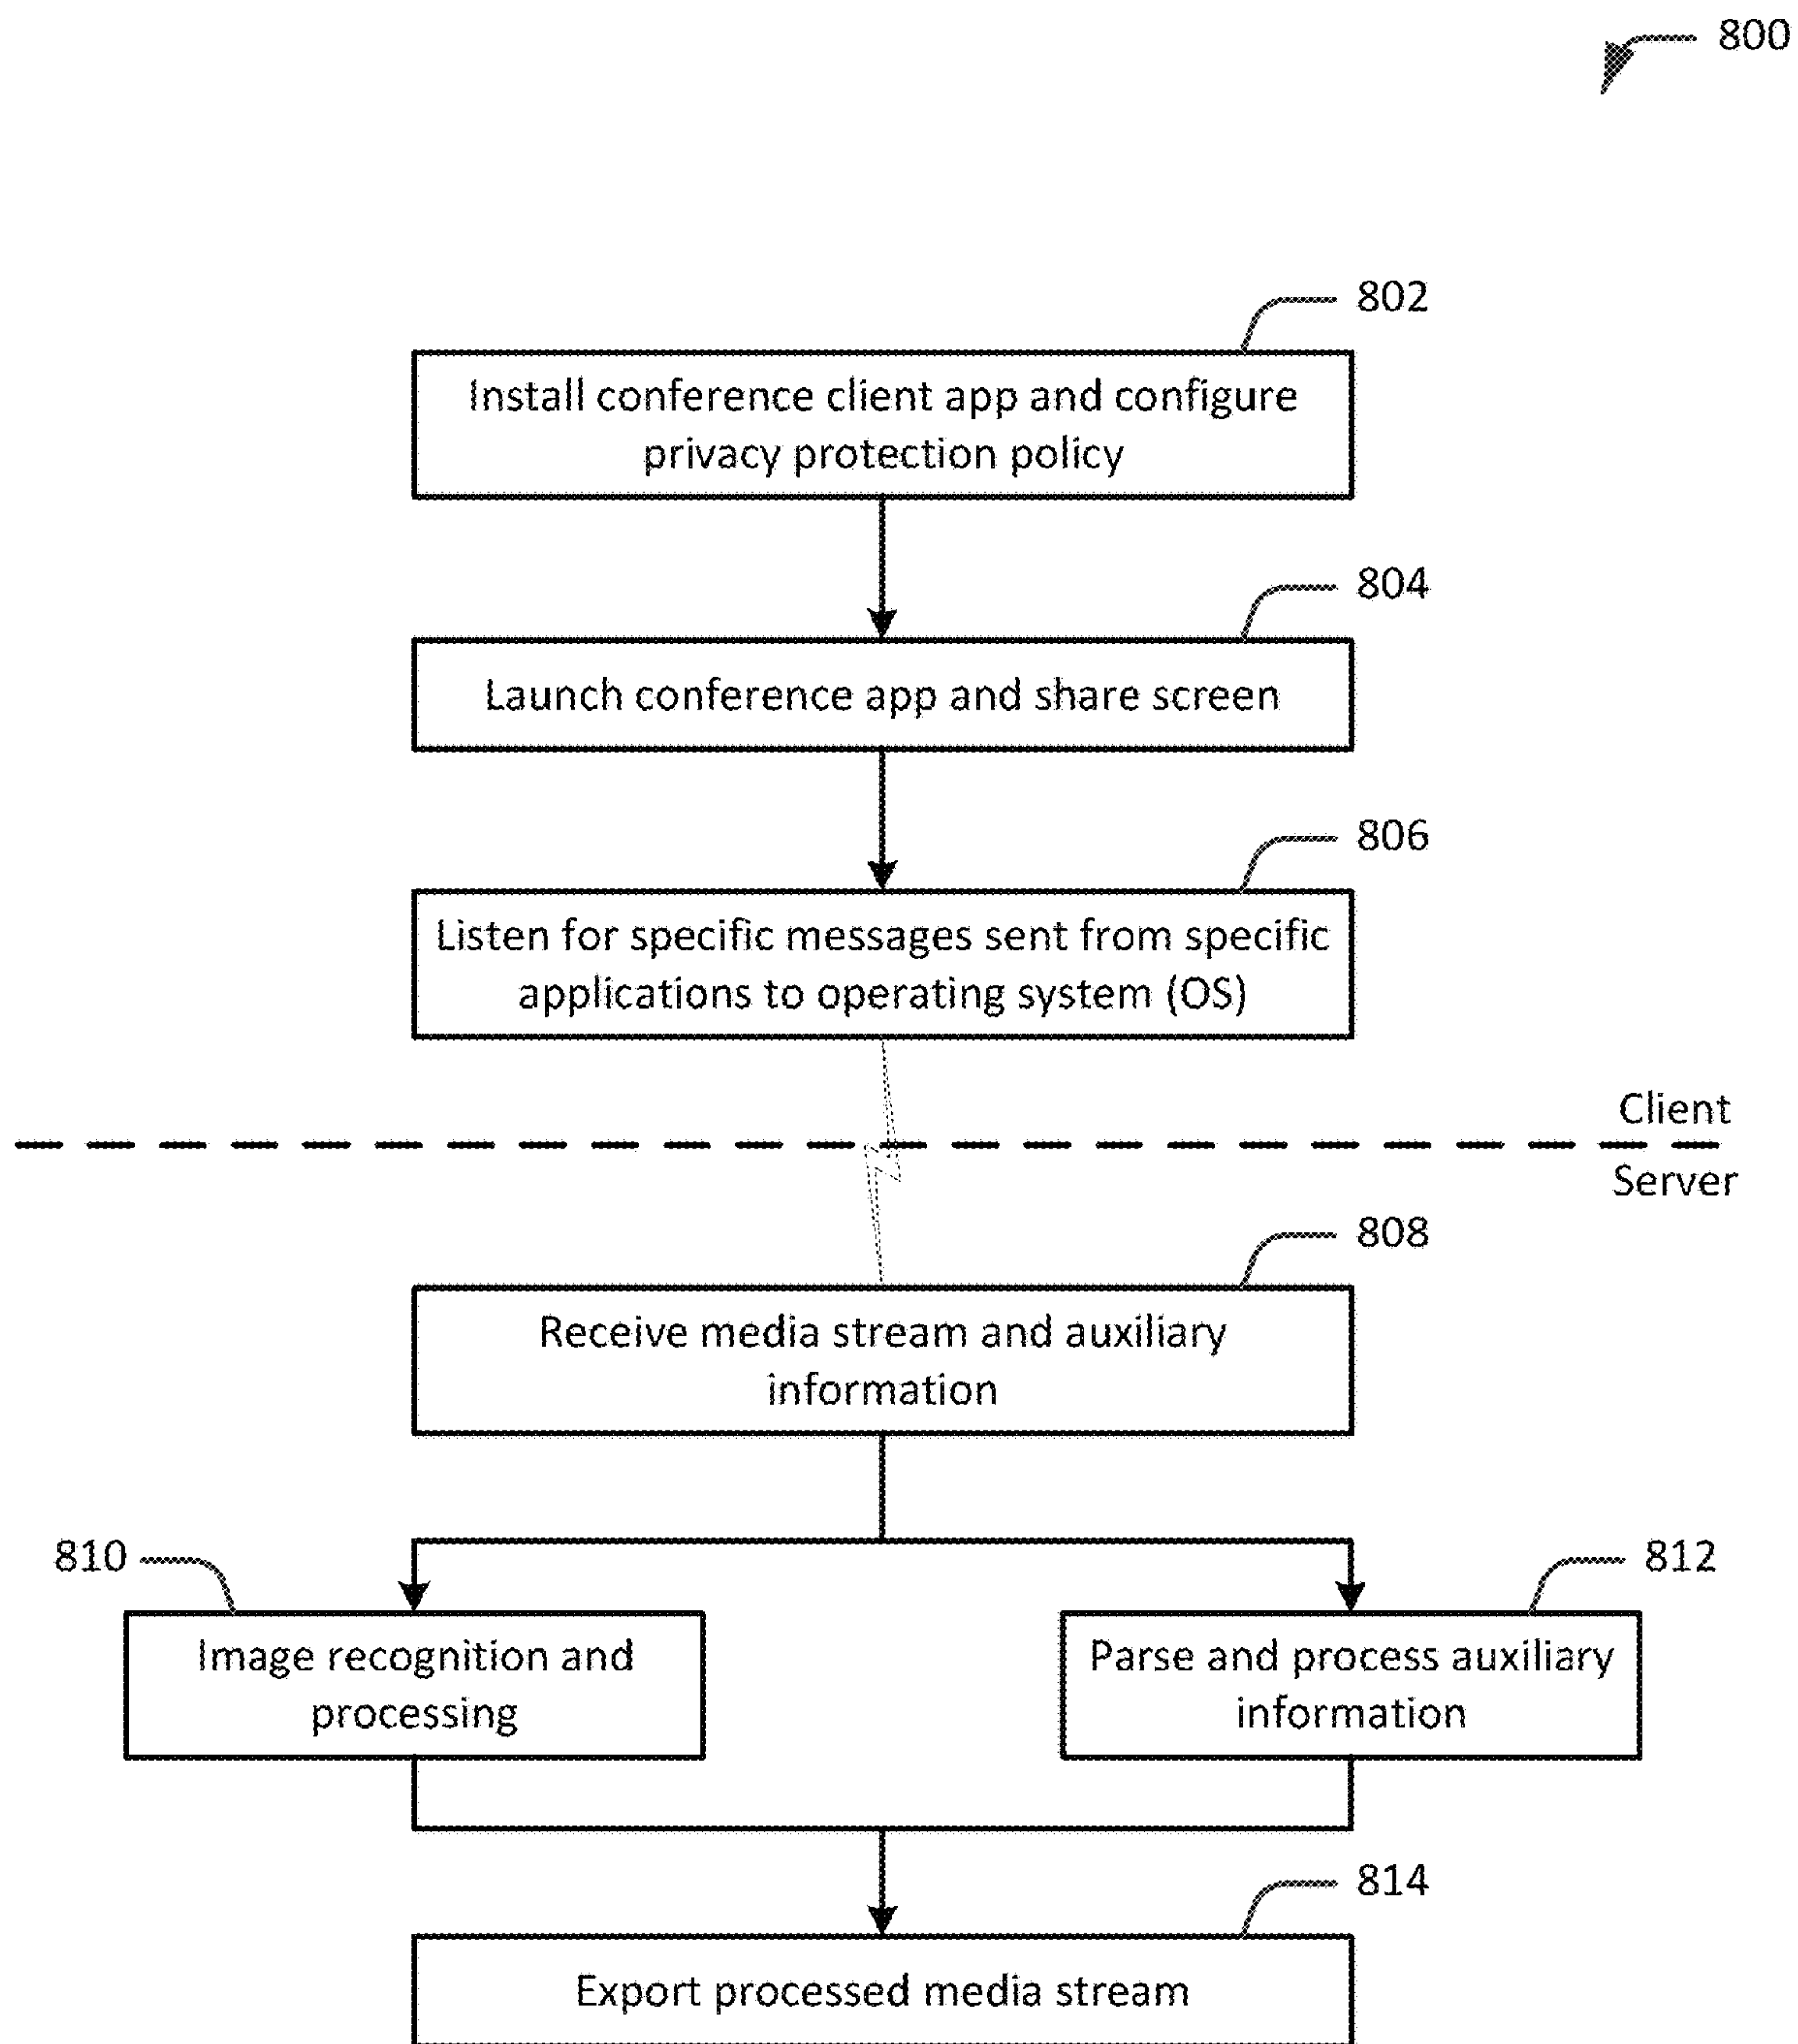 800
802
Install conference client app and configure
privacy protection policy
804
Launch conference app and share screen
806
Listen for specific messages sent from specific
applications to operating system (OS)
Client
Server
808
Receive media stream and auxiliary
information
810
812
Image recognition and
processing
Parse and process auxiliary
information
814
Export processed media stream